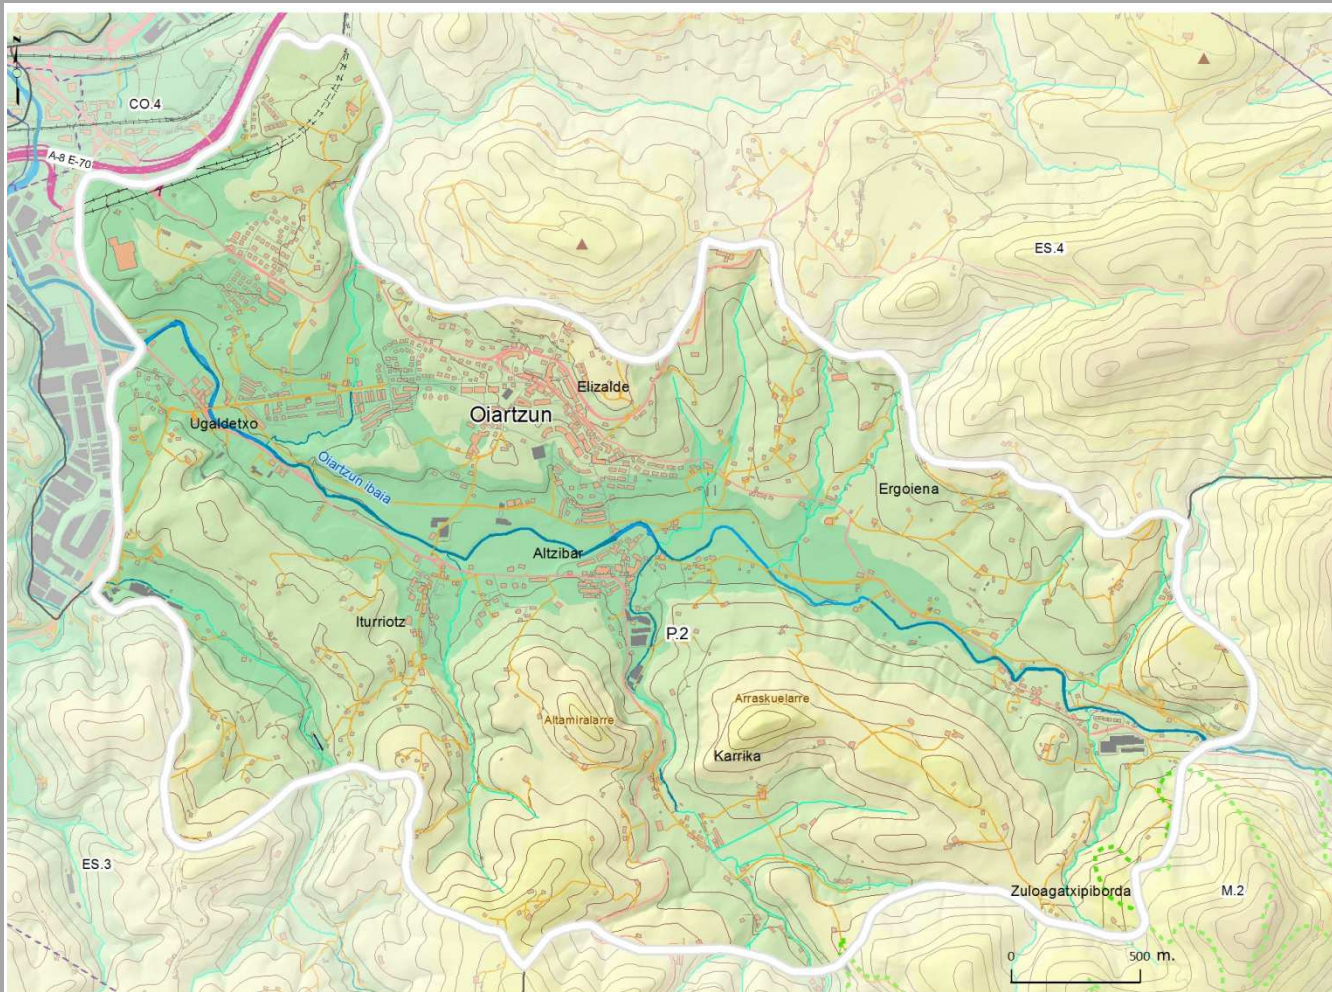 N
CO.4
A-8 E-70
ES.4
Elizalde
Oiartzun
Ugaldetxo
Oiartzun ibaia
Ergoiena
Altzibar
Iturriotz
P.2
Arraskuelarre
Altamiralarre
Karrika
ES.3
Zuloagatxipiborda
M.2
0 500 m.